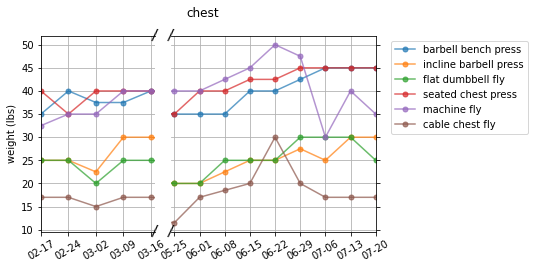 chest
weight (lbs)
50
45
40
35
30
25
20
15
10
02-17 02-24 03-02 03-09 03-16 05-25 06-01 06-08 06-15 06-22 06-29 07-06 07-13 07-20
barbell bench press
incline barbell press
flat dumbbell fly
seated chest press
machine fly
cable chest fly